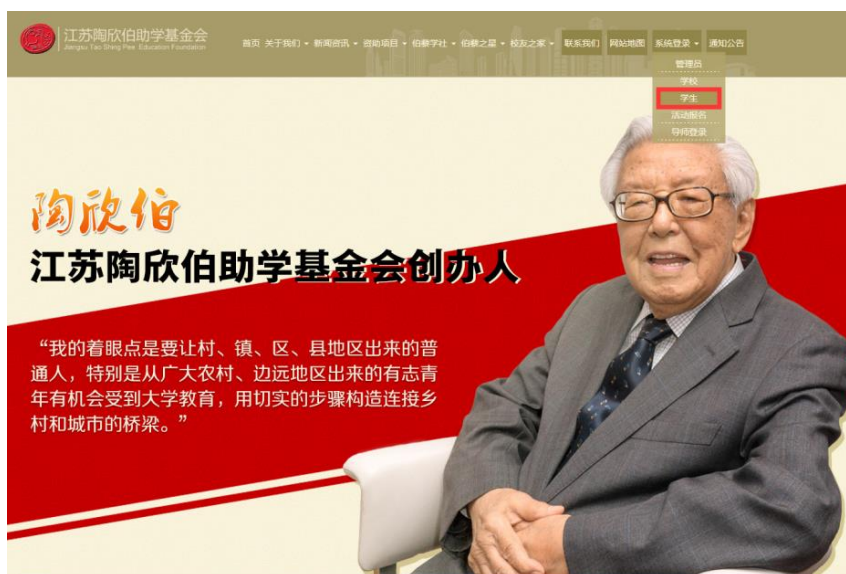 江苏陶欣伯助学基金会
Jiangsu Tao Shing Pee Education Foundation
首页 关于我们 新闻资讯 资助项目 伯藜学社 伯藜之星 校友之家 联系我们 网站地图 系统登录 通知公告
管理员
学校
学生
活动报名
导师登录
陶欣伯
江苏陶欣伯助学基金会创办人
“我的着眼点是要让村、镇、区、县地区出来的普
通人，特别是从广大农村、边远地区出来的有志青
年有机会受到大学教育，用切实的步骤构造连接乡
村和城市的桥梁。”